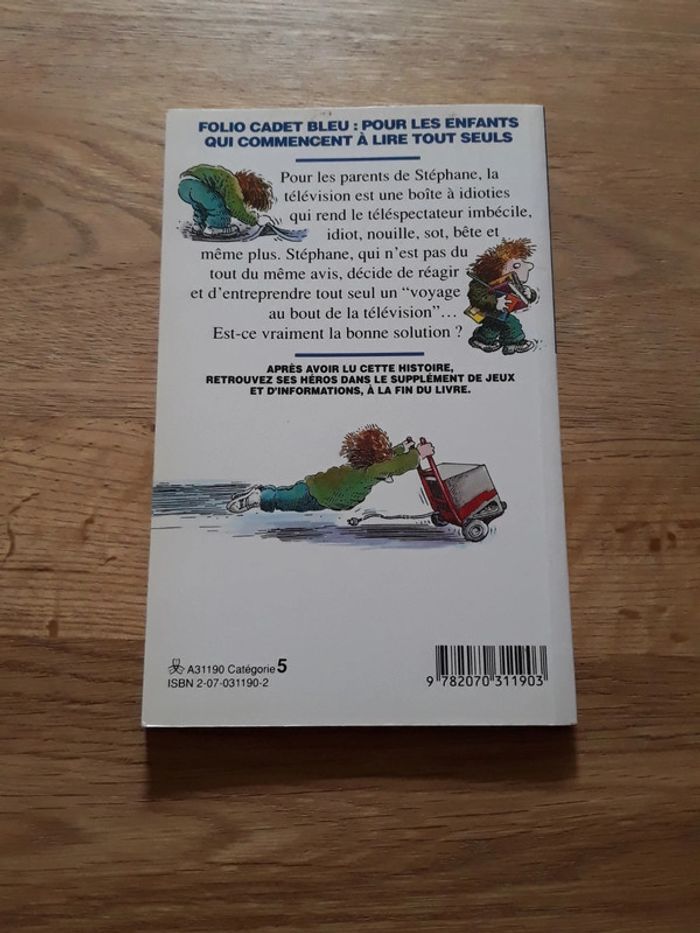 FOLIO CADET BLEU : POUR LES ENFANTS
QUI COMMENCENT À LIRE TOUT SEULS
Pour les parents de Stéphane, la
télévision est une boîte à idioties
qui rend le téléspectateur imbécile,
idiot, nouille, sot, bête et
même plus. Stéphane, qui n'est pas du
tout du même avis, décide de réagir
et d'entreprendre tout seul un “voyage
au bout de la télévision”...
Est-ce vraiment la bonne solution ?
APRÈS AVOIR LU CETTE HISTOIRE,
RETROUVEZ SES HÉROS DANS LE SUPPLÉMENT DE JEUX
ET D'INFORMATIONS, À LA FIN DU LIVRE.
A31190 Catégorie 5
ISBN 2-07-031190-2
9 782070 311903